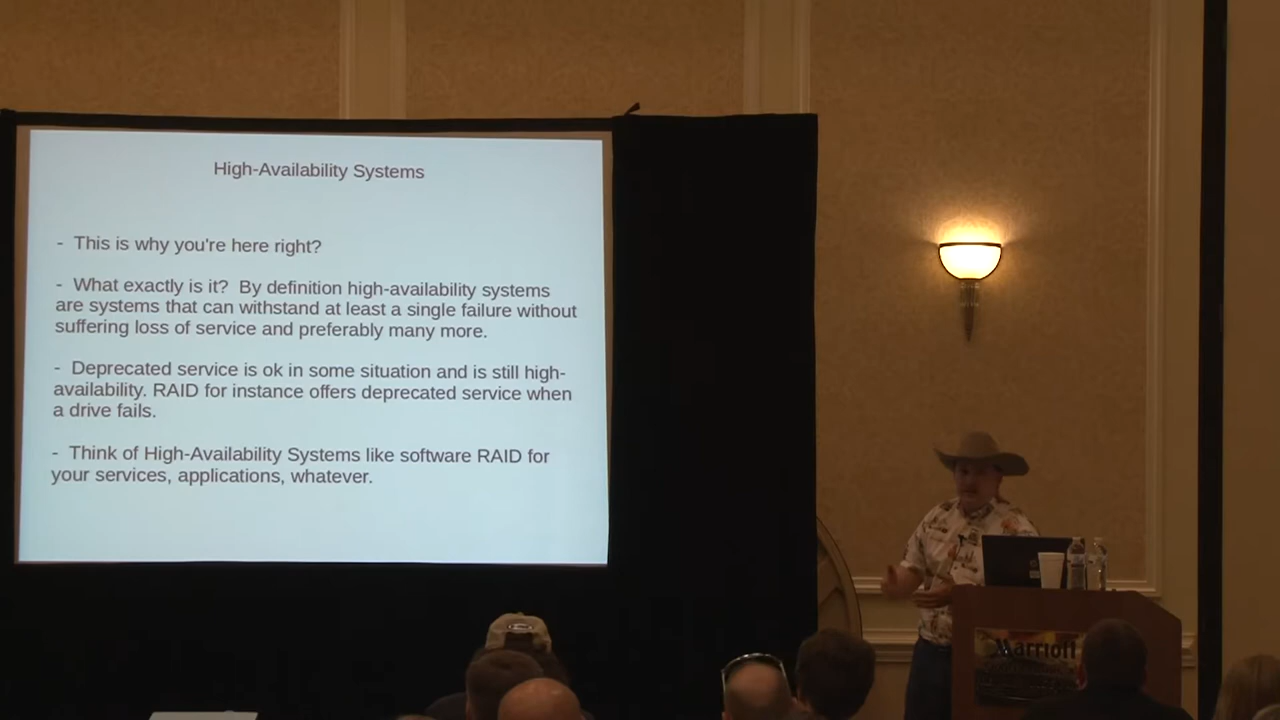 High-Availability Systems
- This is why you're here right?
- What exactly is it? By definition high-availability systems
are systems that can withstand at least a single failure without
suffering loss of service and preferably many more.
- Deprecated service is ok in some situation and is still high-
availability. RAID for instance offers deprecated service when
a drive fails.
- Think of High-Availability Systems like software RAID for
your services, applications, whatever.
Marriott